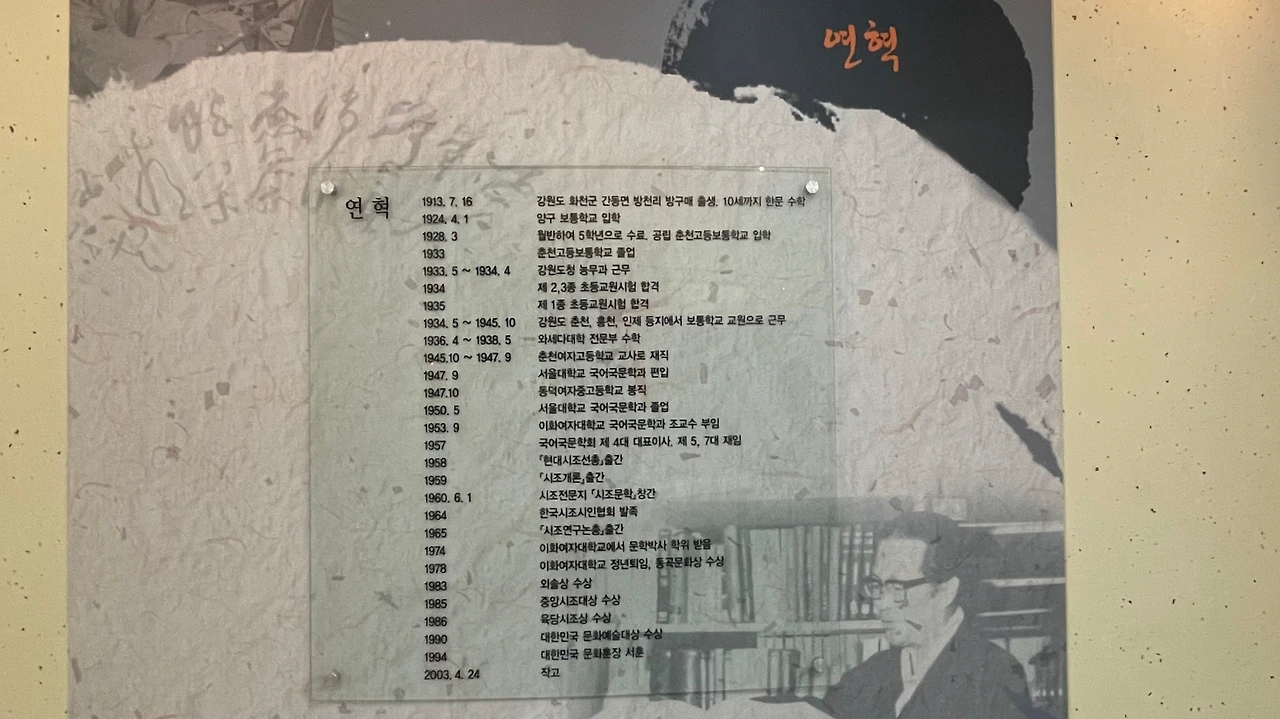 연혁
연혁
1913. 7. 16 강원도 화천군 간동면 방천리 방구매 출생. 10세까지 한문 수학
1924. 4. 1 양구 보통학교 입학
1928. 3 월반하여 5학년으로 수료. 공립 춘천고등보통학교 입학
1933 춘천고등보통학교 졸업
1933. 5 ~ 1934. 4 강원도청 농무과 근무
1934 제 2,3종 초등교원시험 합격
1935 제 1종 초등교원시험 합격
1934. 5 ~ 1945. 10 강원도 춘천, 홍천, 인제 등지에서 보통학교 교원으로 근무
1936. 4 ~ 1938. 5 와세다대학 전문부 수학
1945.10 ~ 1947. 9 춘천여자고등학교 교사로 재직
1947. 9 서울대학교 국어국문학과 편입
1947.10 동덕여자중고등학교 봉직
1950. 5 서울대학교 국어국문학과 졸업
1953. 9 이화여자대학교 국어국문학과 조교수 부임
1957 국어국문학회 제 4대 대표이사. 제 5, 7대 재임
1958 「현대시조선총」출간
1959 「시조개론」출간
1960. 6. 1 시조전문지 「시조문학」창간
1964 한국시조시인협회 발족
1965 「시조연구논총」출간
1974 이화여자대학교에서 문학박사 학위 받음
1978 이화여자대학교 정년퇴임, 동곡문화상 수상
1983 외솔상 수상
1985 중앙시조대상 수상
1986 육당시조상 수상
1990 대한민국 문화예술대상 수상
1994 대한민국 문화훈장 서훈
2003. 4. 24 작고